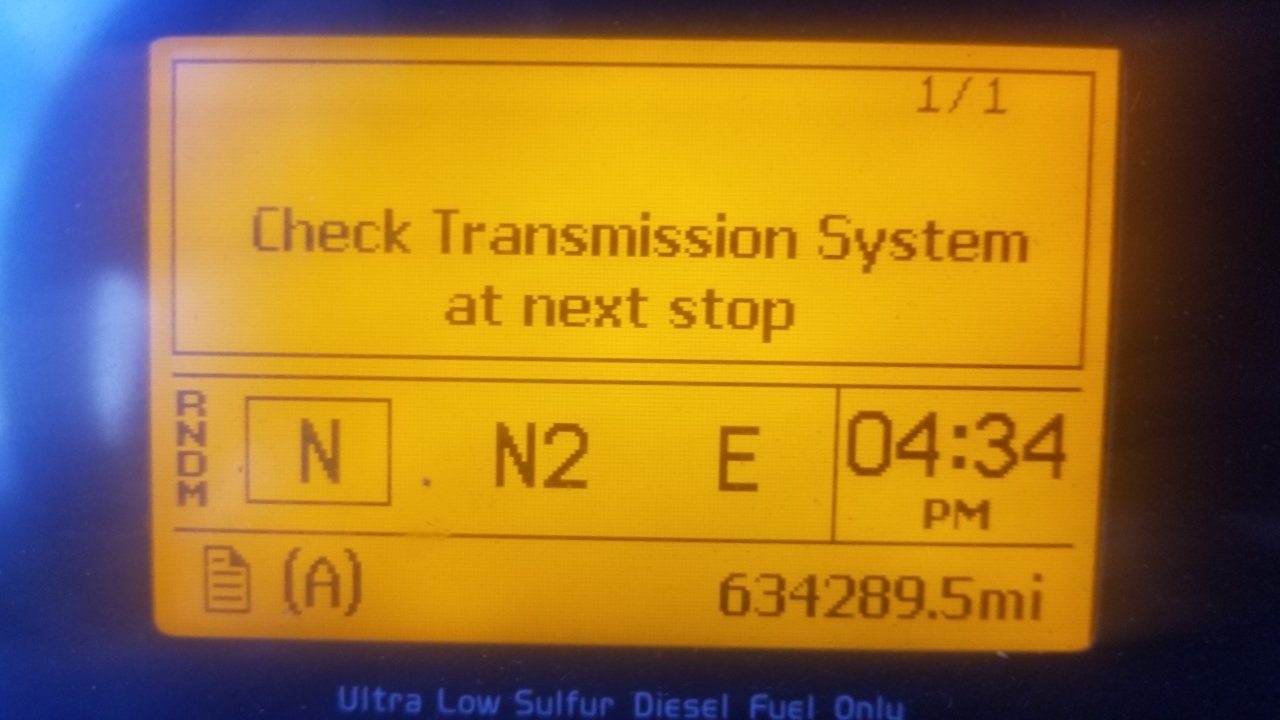 1/1
Check Transmission System
at next stop
R
N
D
M
N . N2 E
04:34
PM
(A)
634289.5mi
Ultra Low Sulfur Diesel Fuel Only